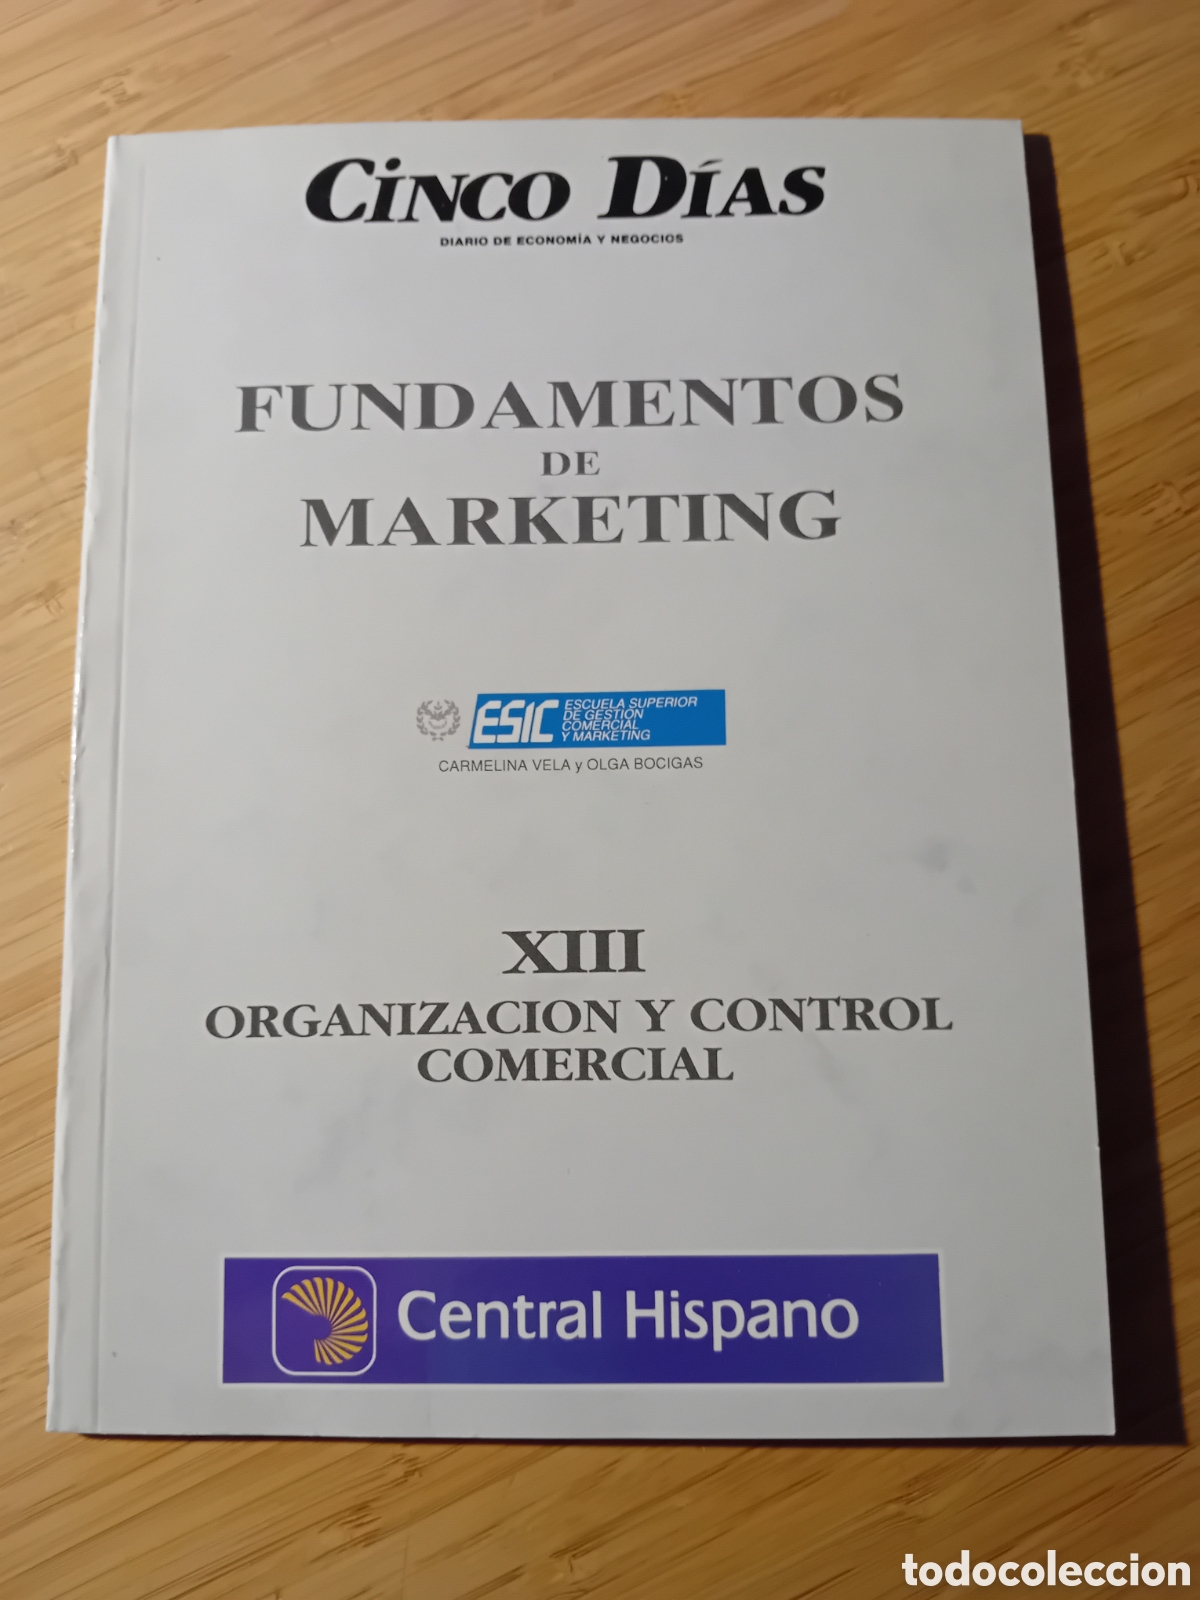 CINCO DÍAS
DIARIO DE ECONOMÍA Y NEGOCIOS
FUNDAMENTOS
DE
MARKETING
ESIC
ESCUELA SUPERIOR
DE GESTIÓN
COMERCIAL
Y MARKETING
CARMELINA VELA y OLGA BOCIGAS
XIII
ORGANIZACION Y CONTROL
COMERCIAL
Central Hispano
todocoleccion